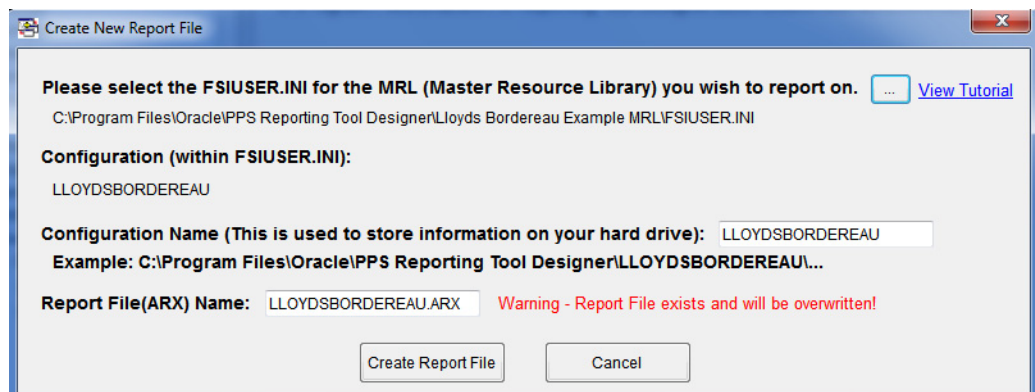 Create New Report File
Please select the FSIUSER.INI for the MRL (Master Resource Library) you wish to report on. ... View Tutorial
C:\Program Files\Oracle\PPS Reporting Tool Designer\Lloyds Bordereau Example MRL\FSIUSER.INI
Configuration (within FSIUSER.INI):
LLOYDSBORDEREAU
Configuration Name (This is used to store information on your hard drive): LLOYDSBORDEREAU
Example: C:\Program Files\Oracle\PPS Reporting Tool Designer\LLOYDSBORDEREAU\...
Report File(ARX) Name: LLOYDSBORDEREAU.ARX Warning - Report File exists and will be overwritten!
Create Report File Cancel